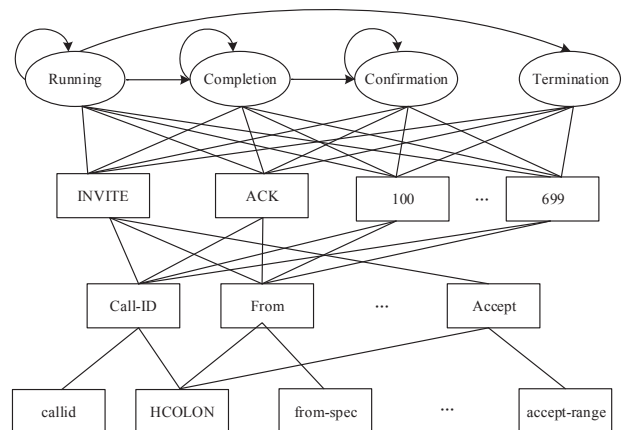 Running Completion Confirmation Termination
INVITE ACK 100 ... 699
Call-ID From ... Accept
callid HCOLON from-spec ... accept-range